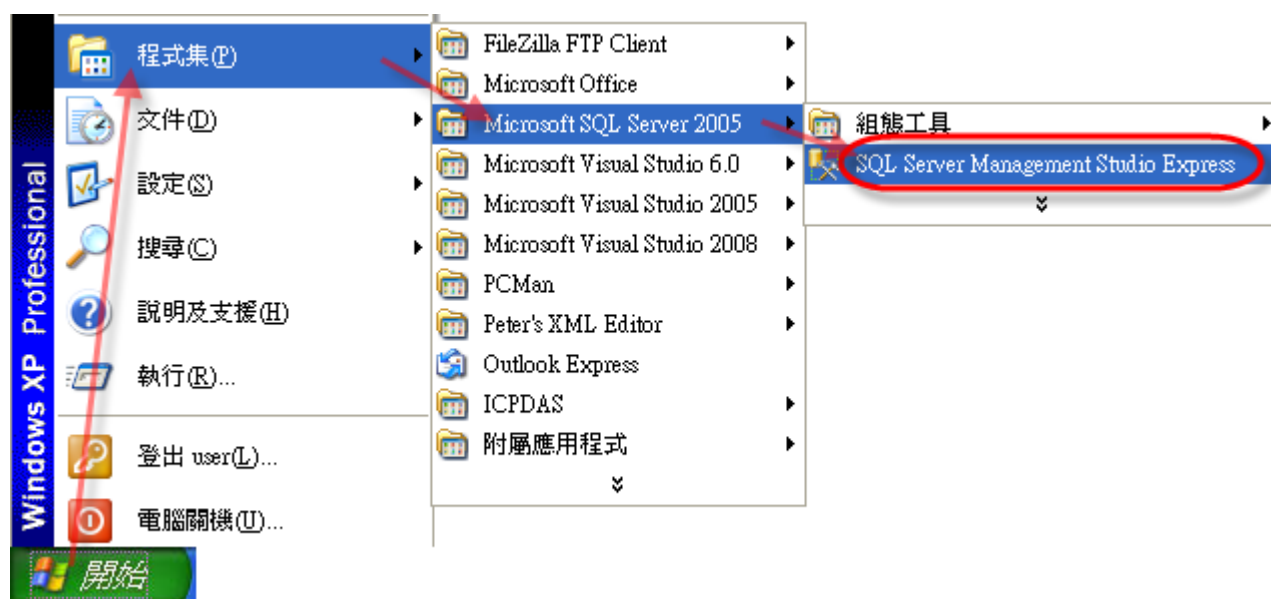 Windows XP Professional
程式集(P)
文件(D)
設定(S)
搜尋(C)
說明及支援(H)
執行(R)...
登出 user(L)...
電腦關機(U)...
開始
FileZilla FTP Client
Microsoft Office
Microsoft SQL Server 2005
Microsoft Visual Studio 6.0
Microsoft Visual Studio 2005
Microsoft Visual Studio 2008
PCMan
Peter's XML Editor
Outlook Express
ICPDAS
附屬應用程式
組態工具
SQL Server Management Studio Express